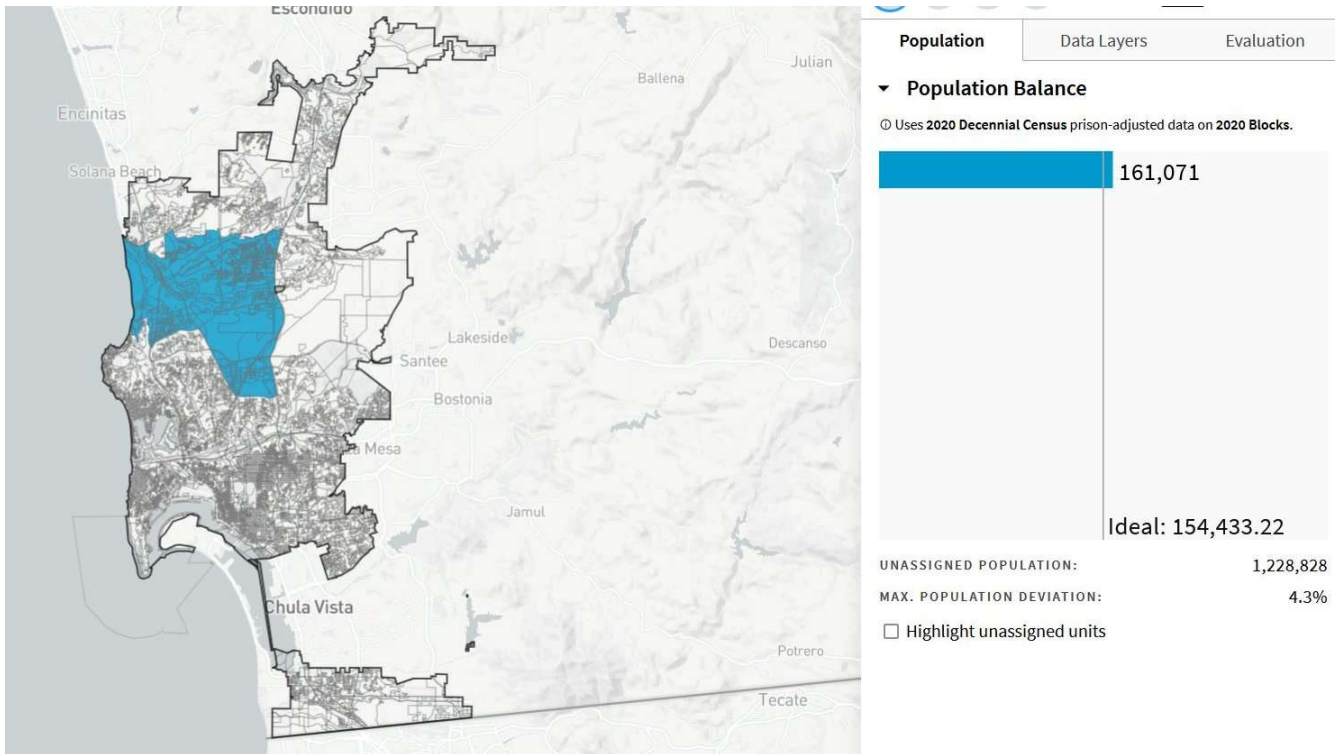 Escondido
Julian
Ballena
Encinitas
Solana Beach
Lakeside
Santee
Descanso
Bostonia
Mesa
Jamul
Chula Vista
Potrero
Tecate
Population
Data Layers
Evaluation
Population Balance
Uses 2020 Decennial Census prison-adjusted data on 2020 Blocks.
161,071
Ideal: 154,433.22
UNASSIGNED POPULATION: 1,228,828
MAX. POPULATION DEVIATION: 4.3%
Highlight unassigned units